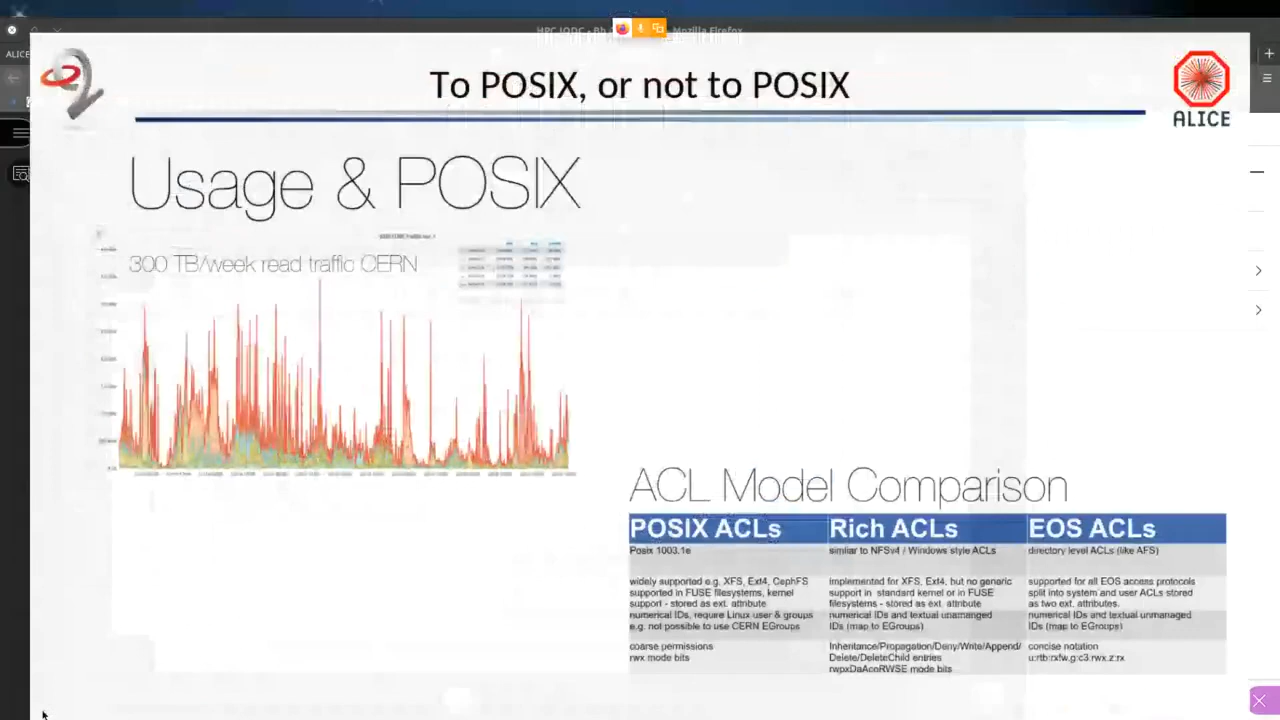 Mozilla Firefox
ALICE
To POSIX, or not to POSIX
ALICE
Usage & POSIX
300 TB/week read traffic CERN
ACL Model Comparison
POSIX ACLs Rich ACLs EOS ACLs
Posix 1003.1e similar to NFSv4 / Windows style ACLs directory level ACLs (like AFS)
widely supported e.g. XFS, Ext4, CephFS implemented for XFS, Ext4, but no generic supported for all EOS access protocols
supported in FUSE filesystems, kernel support in standard kernel or in FUSE split into system and user ACLs stored
support - stored as ext. attribute filesystems - stored as ext. attribute as two ext. attributes.
numerical IDs, require Linux user & groups numerical IDs and textual unamanged numerical IDs and textual unmanaged
e.g. not possible to use CERN EGroups IDs (map to EGroups) IDs (map to EGroups)
coarse permissions Inheritance/Propagation/Deny/Write/Append/ concise notation
rwx mode bits Delete/DeleteChild entries
rwpxDaAcoRWSE mode bits